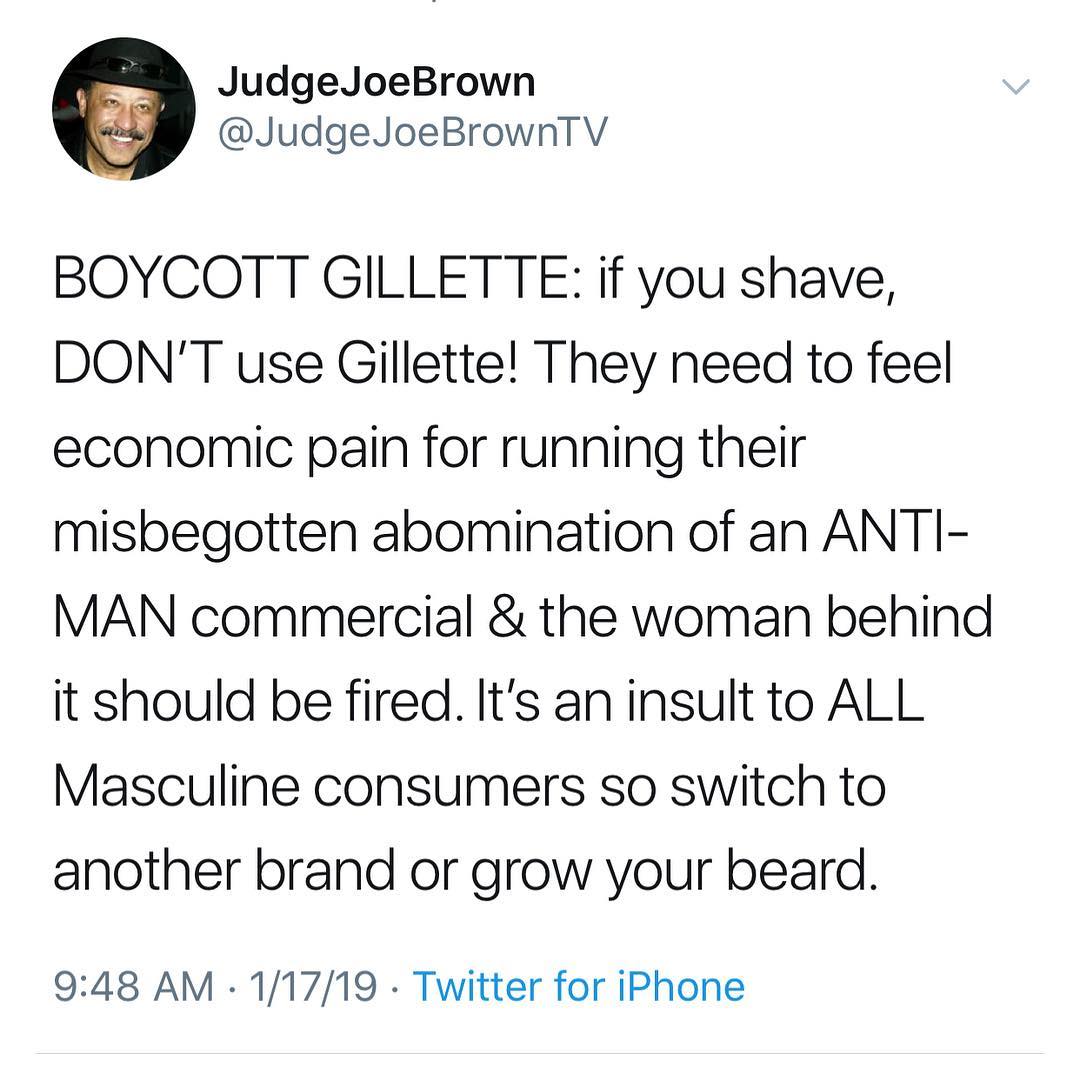 JudgeJoeBrown
@JudgeJoeBrownTV
BOYCOTT GILLETTE: if you shave,
DON’T use Gillette! They need to feel
economic pain for running their
misbegotten abomination of an ANTI-
MAN commercial & the woman behind
it should be fired. It’s an insult to ALL
Masculine consumers so switch to
another brand or grow your beard.
9:48 AM · 1/17/19 · Twitter for iPhone